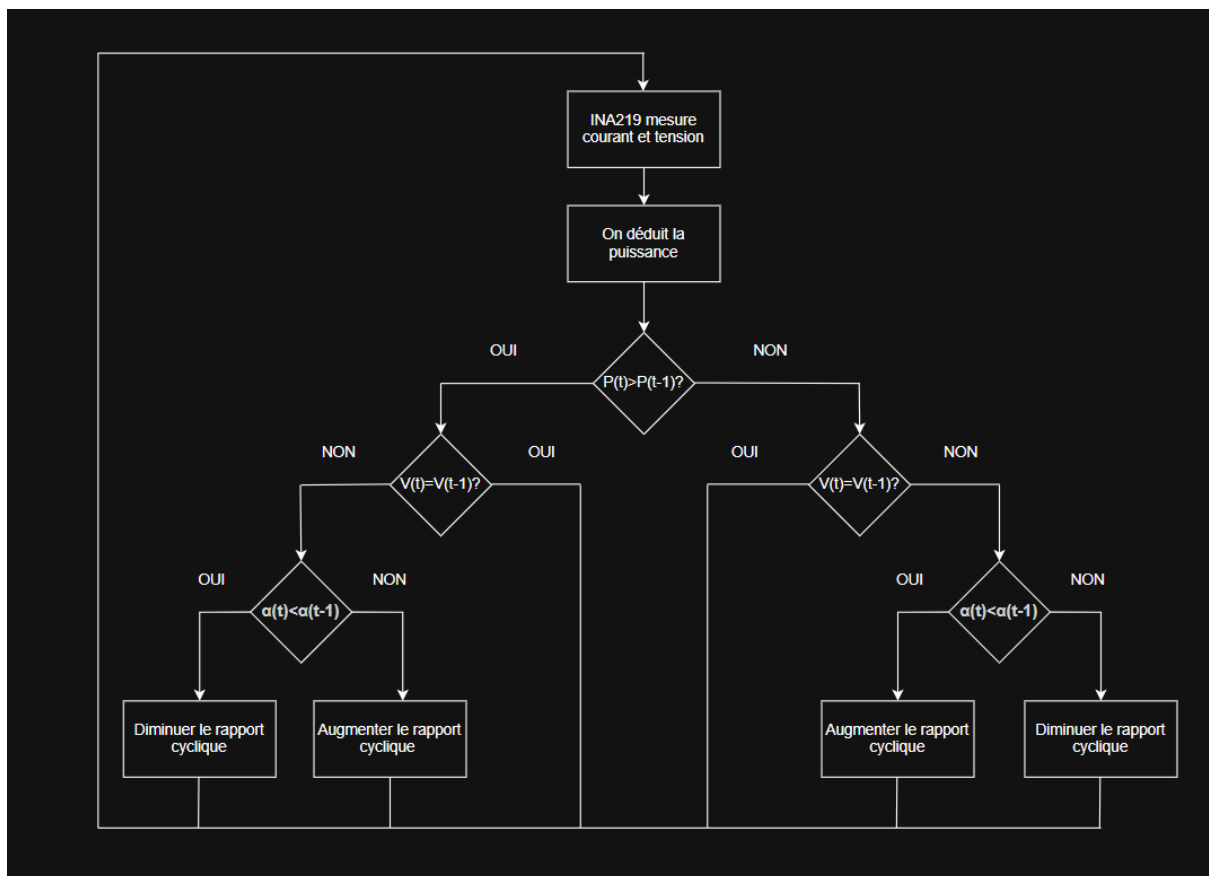 INA219 mesure
courant et tension
On déduit la
puissance
OUI
NON
P(t)>P(t-1)?
NON
OUI
OUI
NON
V(t)=V(t-1)?
V(t)=V(t-1)?
OUI
NON
OUI
NON
α(t)<α(t-1)
α(t)<α(t-1)
Diminuer le rapport
cyclique
Augmenter le rapport
cyclique
Augmenter le rapport
cyclique
Diminuer le rapport
cyclique